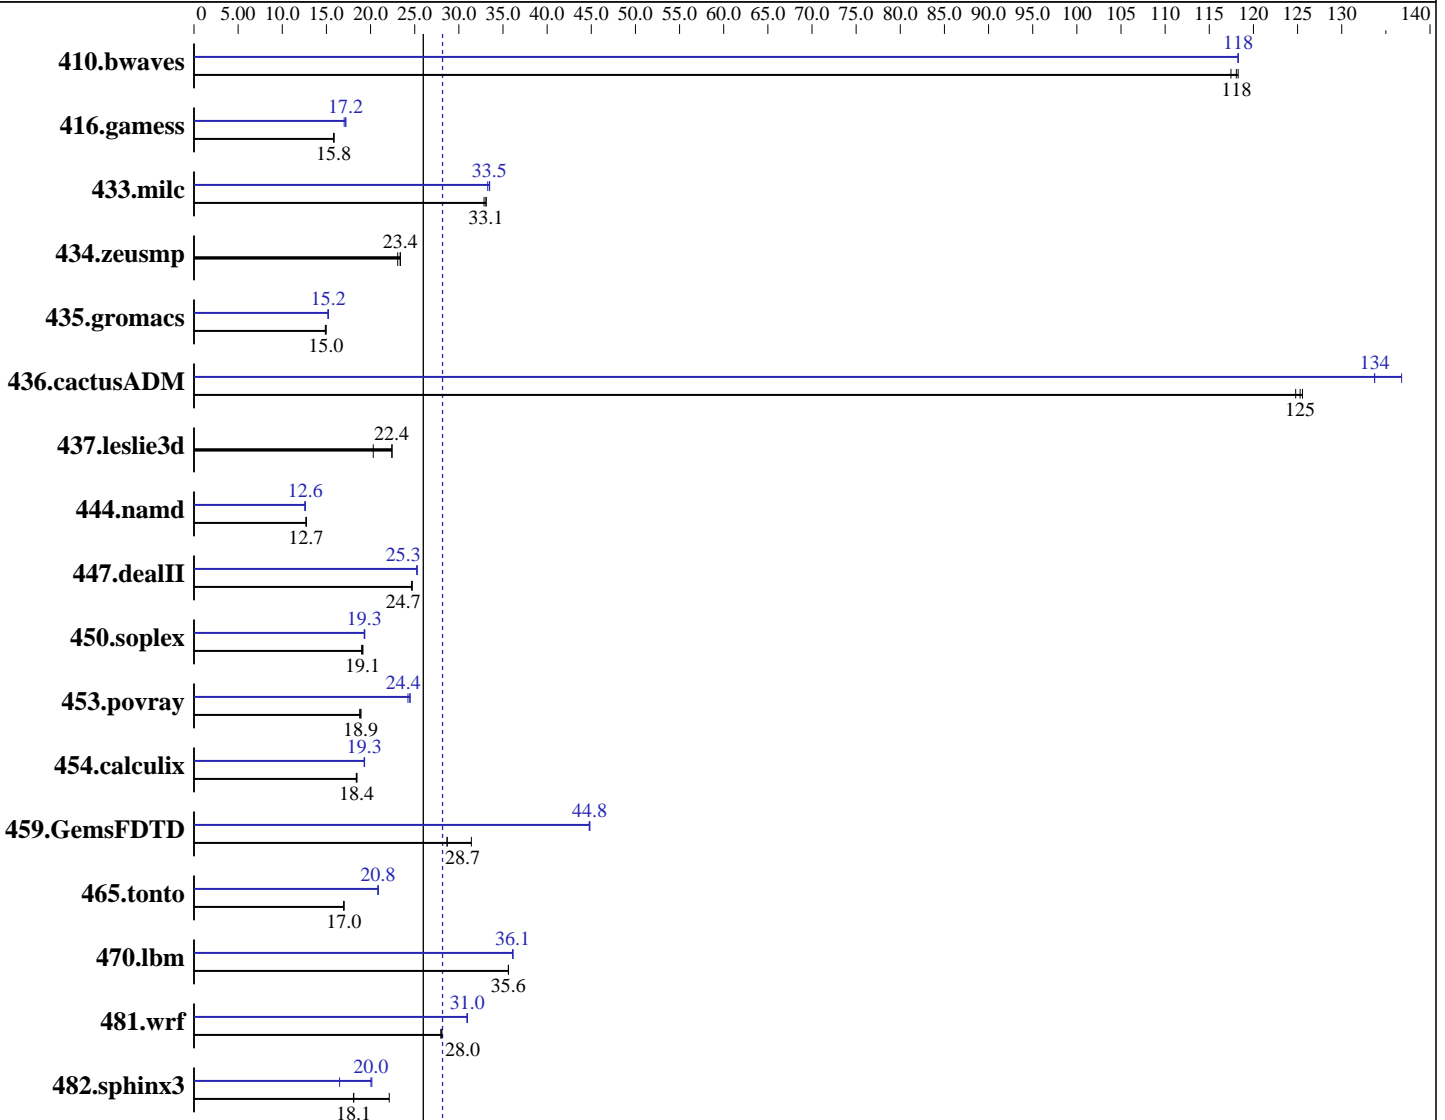 0 5.00 10.0 15.0 20.0 25.0 30.0 35.0 40.0 45.0 50.0 55.0 60.0 65.0 70.0 75.0 80.0 85.0 90.0 95.0 100 105 110 115 120 125 130 140
118
410.bwaves
118
17.2
416.gamess
15.8
33.5
433.milc
33.1
23.4
434.zeusmp
15.2
435.gromacs
15.0
134
436.cactusADM
125
22.4
437.leslie3d
12.6
444.namd
12.7
25.3
447.dealII
24.7
19.3
450.soplex
19.1
24.4
453.povray
18.9
19.3
454.calculix
18.4
44.8
459.GemsFDTD
28.7
20.8
465.tonto
17.0
36.1
470.lbm
35.6
31.0
481.wrf
28.0
20.0
482.sphinx3
18.1